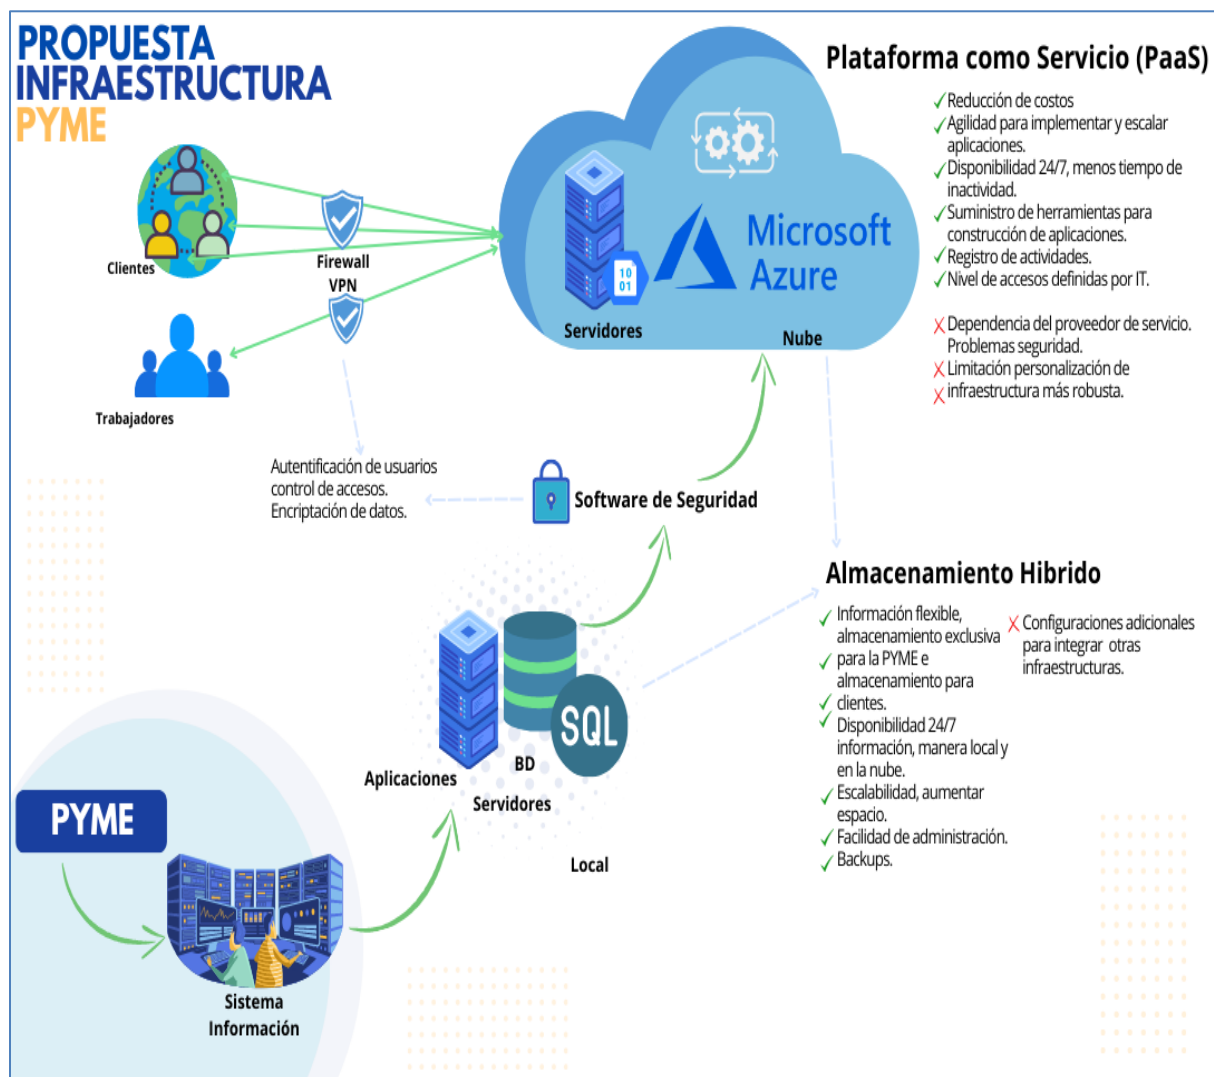 PROPUESTA
INFRAESTRUCTURA
PYME
Clientes
Firewall
VPN
Trabajadores
10
01
Microsoft
Azure
Servidores
Nube
Plataforma como Servicio (PaaS)
Reducción de costos
Agilidad para implementar y escalar
aplicaciones.
Disponibilidad 24/7, menos tiempo de
inactividad.
Suministro de herramientas para
construcción de aplicaciones.
Registro de actividades.
Nivel de accesos definidas por IT.
Dependencia del proveedor de servicio.
Problemas seguridad.
Limitación personalización de
infraestructura más robusta.
Autentificación de usuarios
control de accesos.
Encriptación de datos.
Software de Seguridad
Almacenamiento Hibrido
Información flexible,
almacenamiento exclusiva
para la PYME e
almacenamiento para
clientes.
Disponibilidad 24/7
información, manera local y
en la nube.
Escalabilidad, aumentar
espacio.
Facilidad de administración.
Backups.
Configuraciones adicionales
para integrar otras
infraestructuras.
SQL
BD
Aplicaciones
Servidores
Local
PYME
Sistema
Información